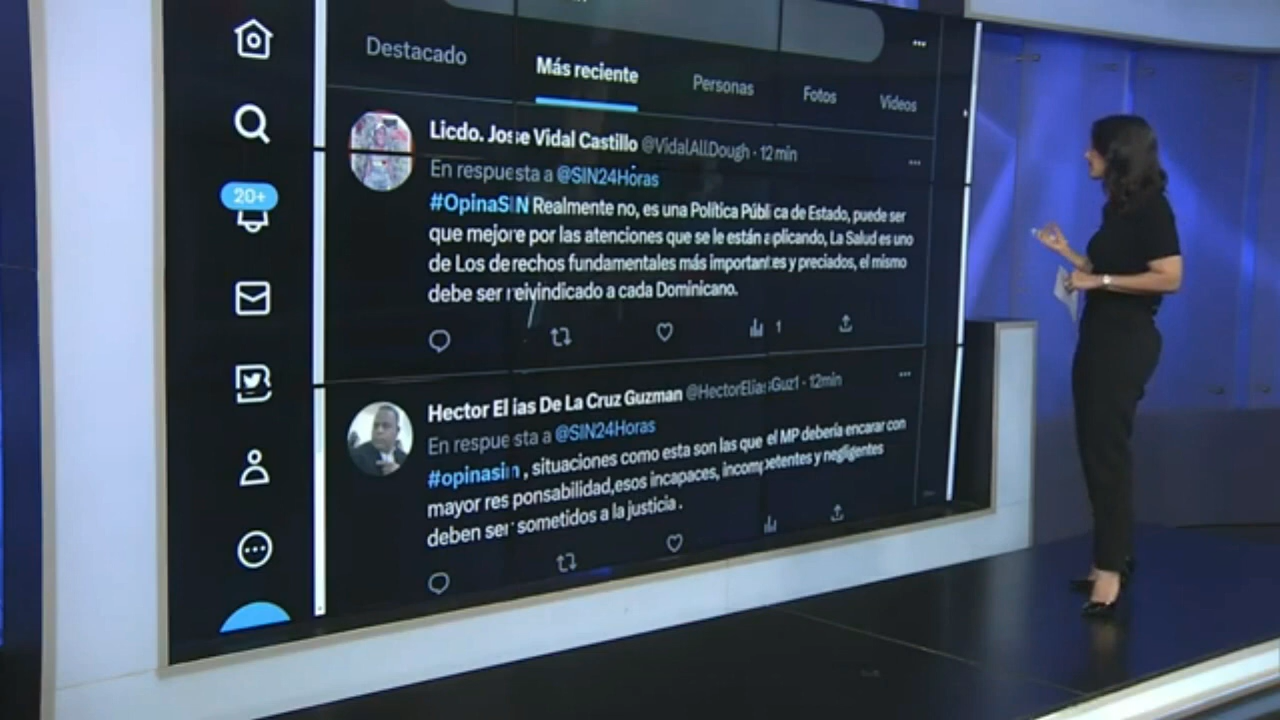 Destacado
Más reciente
Personas
Fotos
Videos
Licdo. Jose Vidal Castillo @VidalAllDough · 12 min
En respuesta a @SIN24Horas
#OpinaSIN Realmente no, es una Política Pública de Estado, puede ser
que mejore por las atenciones que se le están aplicando, La Salud es uno
de Los derechos fundamentales más importantes y preciados, el mismo
debe ser reivindicado a cada Dominicano.
1
20+
Hector Elias De La Cruz Guzman @HectorEliasGuz1 · 12min
En respuesta a @SIN24Horas
#opinasin , situaciones como esta son las que el MP debería encarar con
mayor responsabilidad,esos incapaces, incompetentes y negligentes
deben ser sometidos a la justicia .